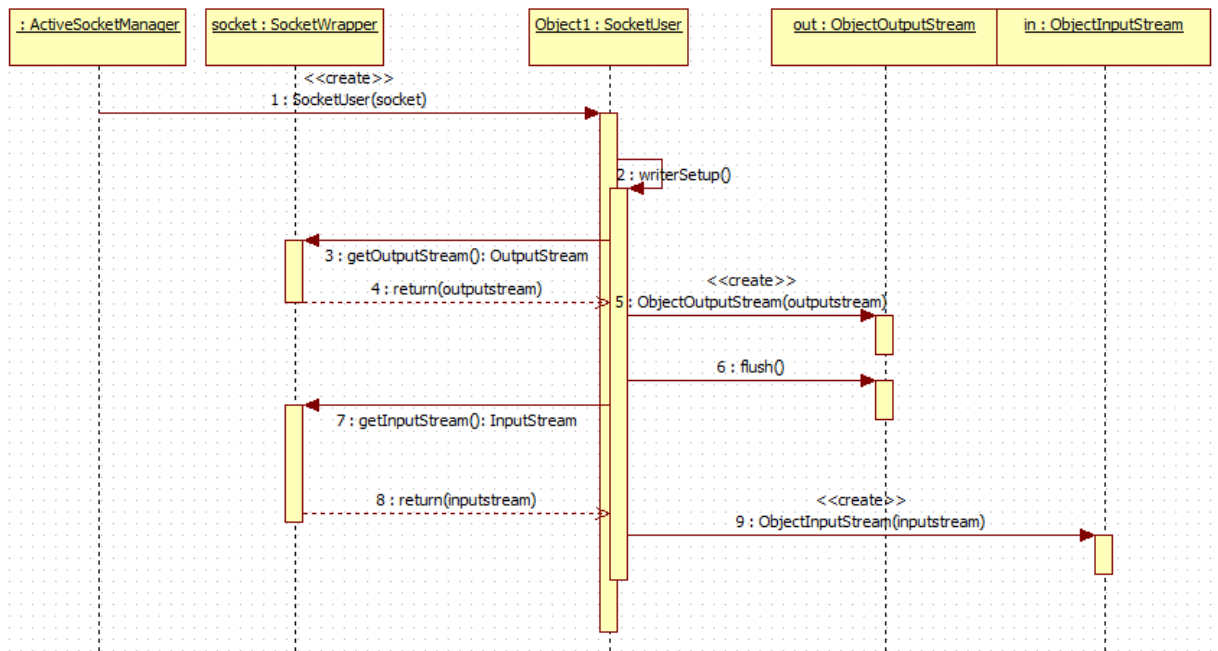 : ActiveSocketManager
socket : SocketWrapper
Object1 : SocketUser
out : ObjectOutputStream
in : ObjectInputStream
<<create>>
1 : SocketUser(socket)
2 : writerSetup()
3 : getOutputStream(): OutputStream
4 : return(outputstream)
<<create>>
5 : ObjectOutputStream(outputstream)
6 : flush()
7 : getInputStream(): InputStream
8 : return(inputstream)
<<create>>
9 : ObjectInputStream(inputstream)